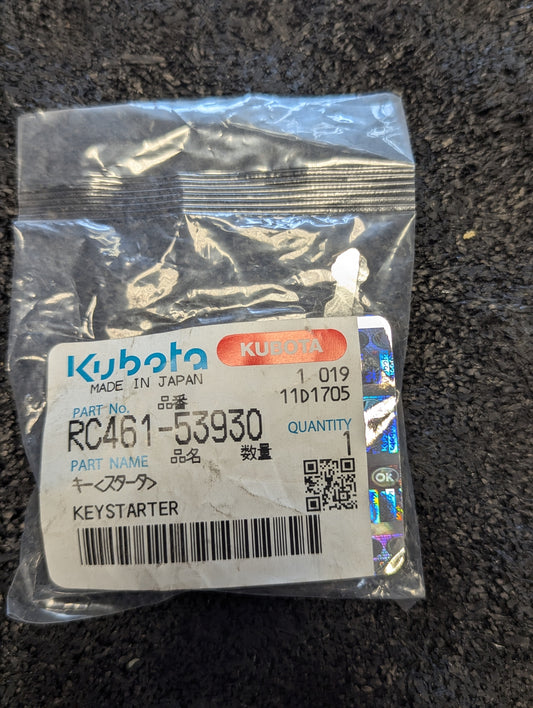 Kubota
KUBOTA
MADE IN JAPAN
1 019
11D1705
PART No. 品番
RC461-53930
QUANTITY
1
PART NAME 品名 数量
キー<スタータ>
KEYSTARTER
OK